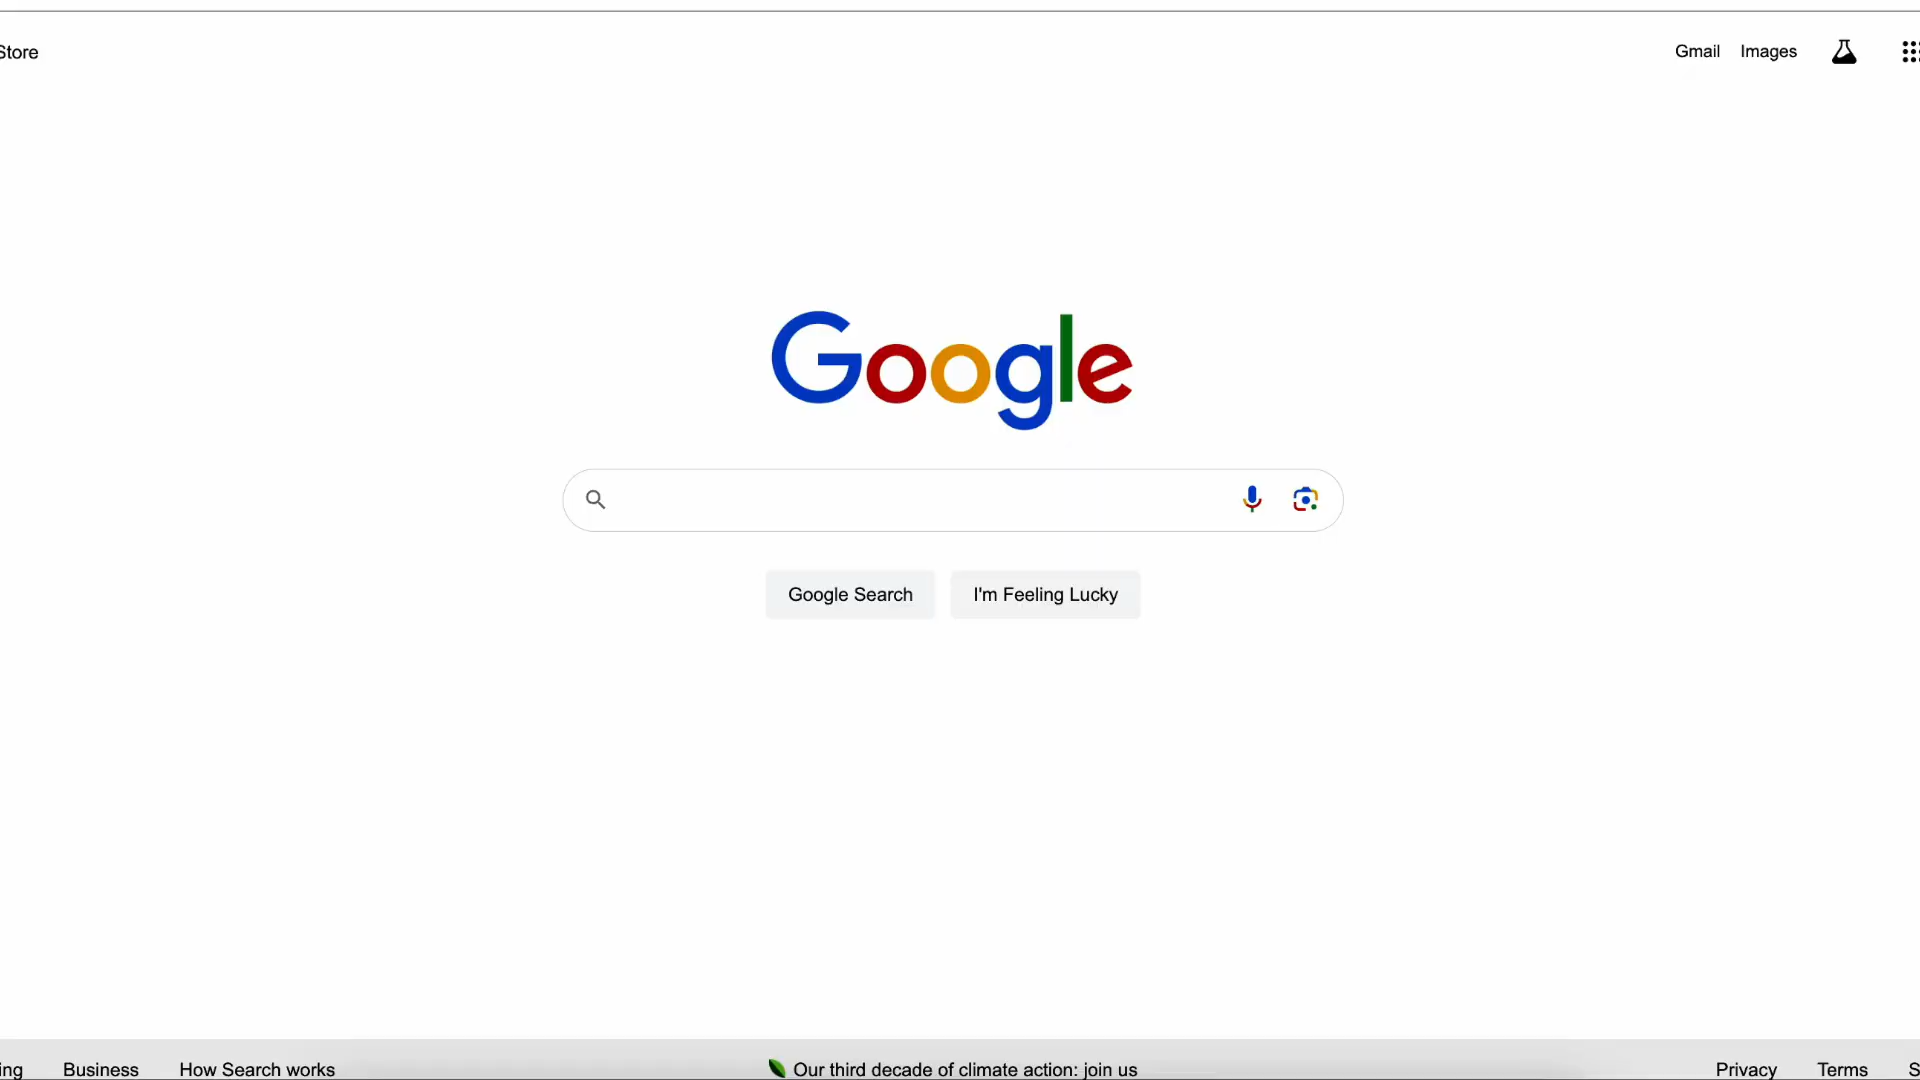 Store
Gmail Images
Google
Google Search I'm Feeling Lucky
ing Business How Search works Our third decade of climate action: join us Privacy Terms S